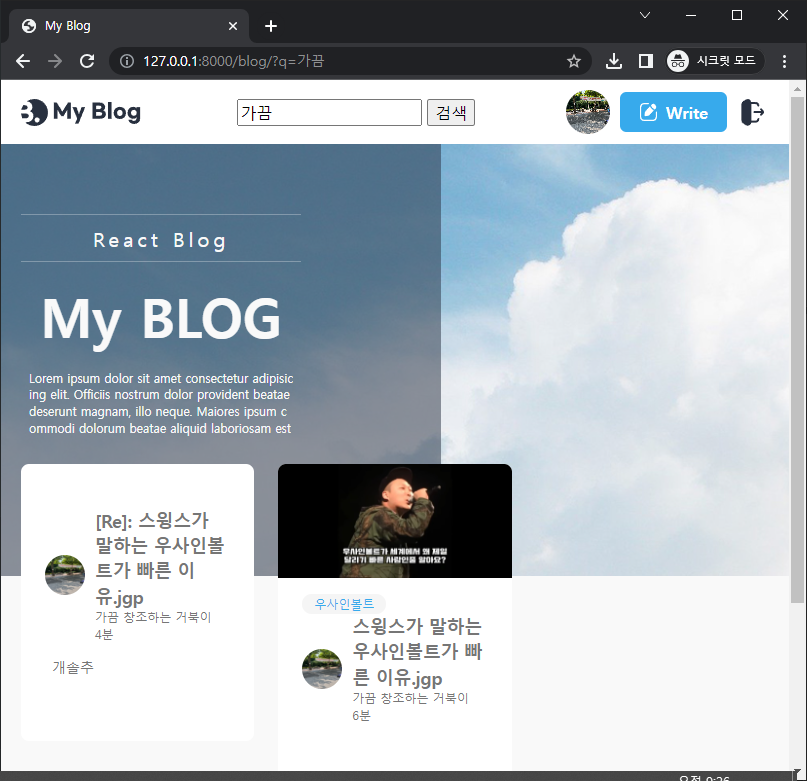 My Blog
127.0.0.1:8000/blog/?q=가끔
시크릿 모드
My Blog
가끔
검색
Write
React Blog
My BLOG
Lorem ipsum dolor sit amet consectetur adipisic
ing elit. Officiis nostrum dolor provident beatae
deserunt magnam, illo neque. Maiores ipsum c
ommodi dolorum beatae aliquid laboriosam est
[Re]: 스윙스가
말하는 우사인볼
트가 빠른 이
유.jgp
가끔 창조하는 거북이
4분
개솔추
우사인볼트가 세계에서 왜 제일
달리기 빠른 사람인줄 알아요?
우사인볼트
스윙스가 말하는
우사인볼트가 빠
른 이유.jgp
가끔 창조하는 거북이
6분